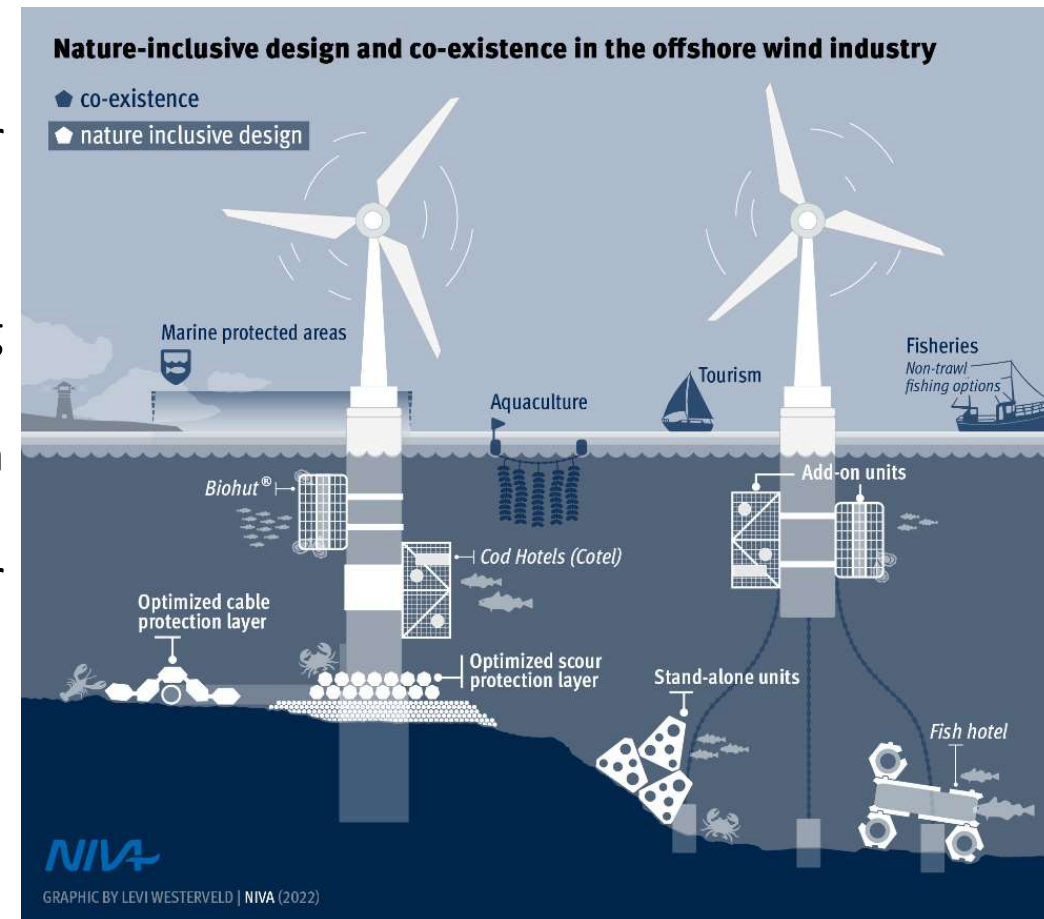 Nature-inclusive design and co-existence in the offshore wind industry
co-existence
nature inclusive design
Marine protected areas
Aquaculture
Tourism
Fisheries
Non-trawl
fishing options
Biohut®
Add-on units
Cod Hotels (Cotel)
Optimized cable
protection layer
Optimized scour
protection layer
Stand-alone units
Fish hotel
NIVA
GRAPHIC BY LEVI WESTERVELD | NIVA (2022)